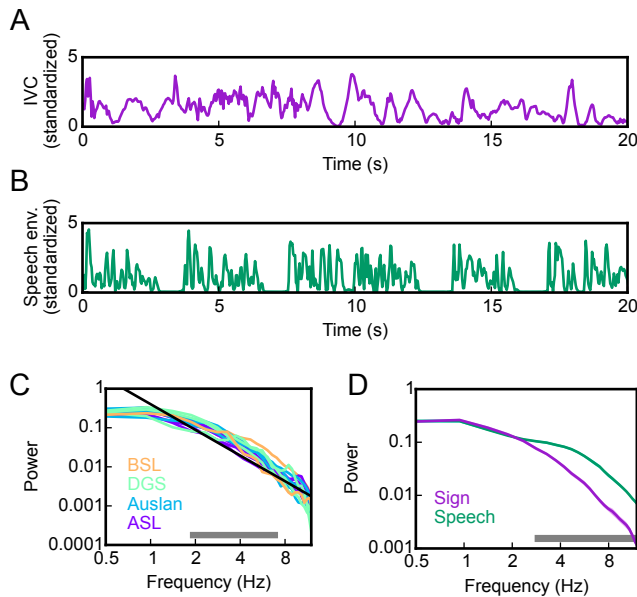 A
IVC
(standardized)
5
0
0
5
10
15
20
Time (s)
B
Speech env.
(standardized)
5
0
0
5
10
15
20
Time (s)
C
Power
1
0.1
0.01
0.001
0.0001
BSL
DGS
Auslan
ASL
0.5
1
2
4
8
Frequency (Hz)
D
Power
1
0.1
0.01
0.001
Sign
Speech
0.5
1
2
4
8
Frequency (Hz)